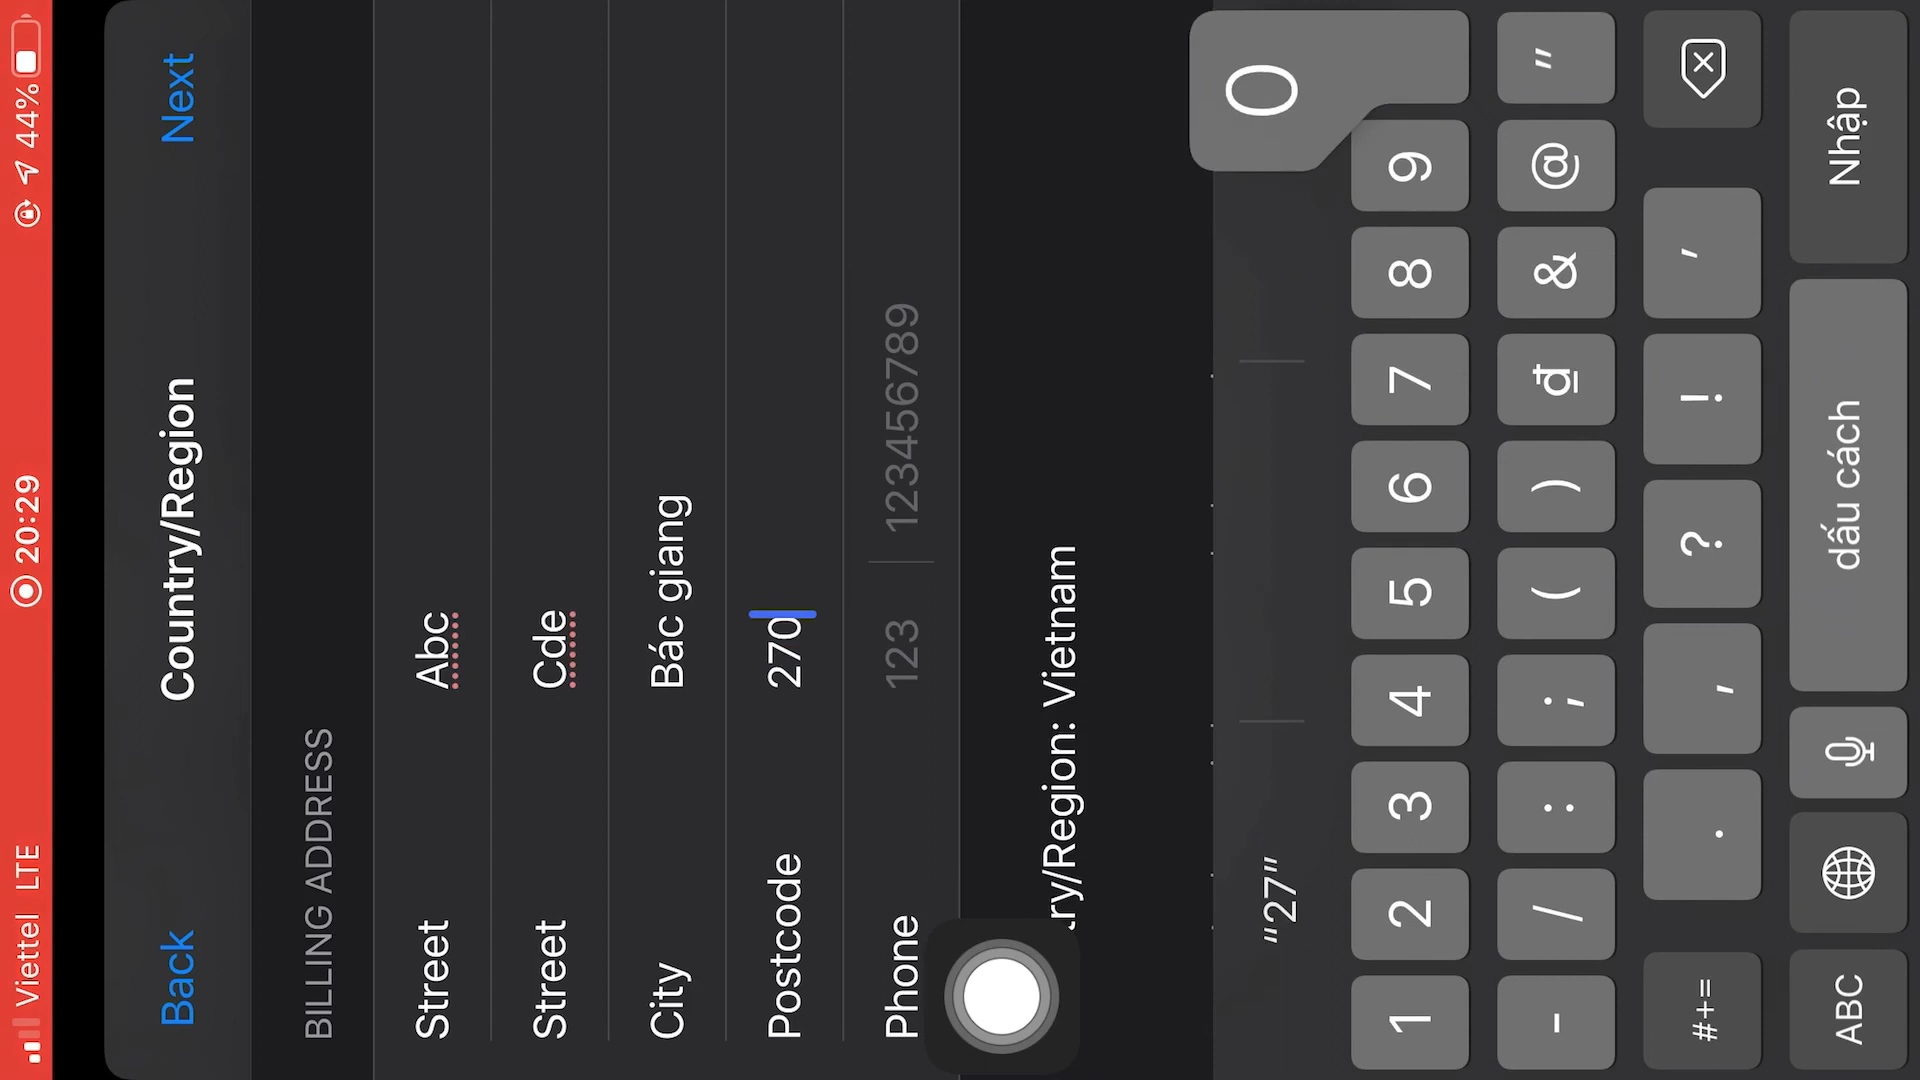 Viettel LTE 20:29 44%
Back Country/Region Next
BILLING ADDRESS
Street Abc
Street Cde
City Bác giang
Postcode 270
Phone 123 123456789
ry/Region: Vietnam
"27"
1 2 3 4 5 6 7 8 9 0
- / : ; ( ) ₫ & @ "
#+= . , ? ! '
ABC dấu cách Nhập